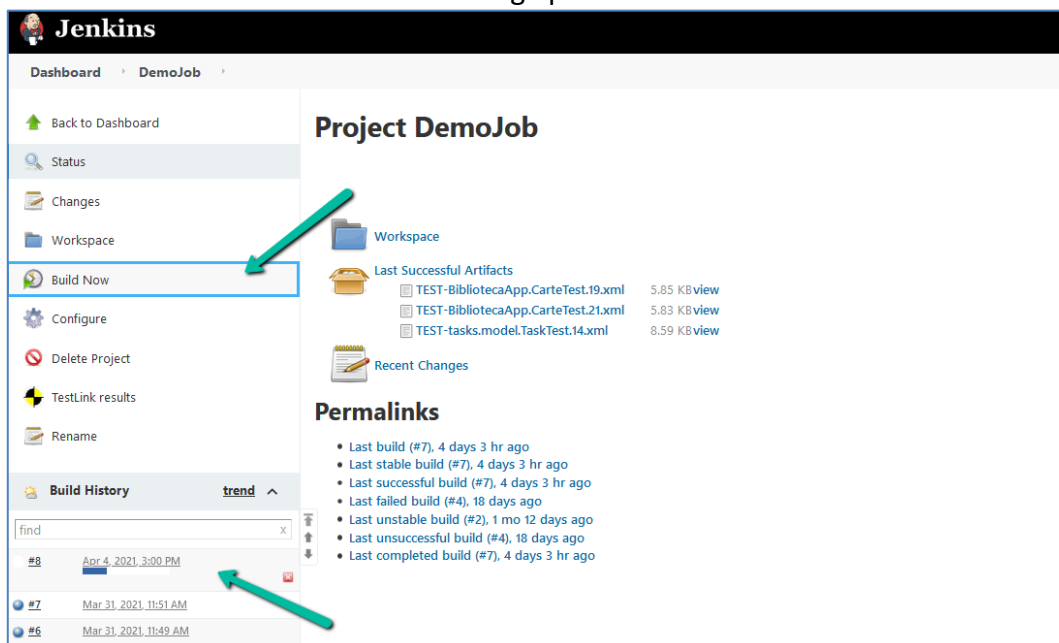 Jenkins
Dashboard DemoJob
Back to Dashboard
Status
Changes
Workspace
Build Now
Configure
Delete Project
TestLink results
Rename
Build History trend
find x
#8 Apr 4, 2021, 3:00 PM
#7 Mar 31, 2021, 11:51 AM
#6 Mar 31, 2021, 11:49 AM
Project DemoJob
Workspace
Last Successful Artifacts
TEST-BibliotecaApp.CarteTest.19.xml 5.85 KB view
TEST-BibliotecaApp.CarteTest.21.xml 5.83 KB view
TEST-tasks.model.TaskTest.14.xml 8.59 KB view
Recent Changes
Permalinks
• Last build (#7), 4 days 3 hr ago
• Last stable build (#7), 4 days 3 hr ago
• Last successful build (#7), 4 days 3 hr ago
• Last failed build (#4), 18 days ago
• Last unstable build (#2), 1 mo 12 days ago
• Last unsuccessful build (#4), 18 days ago
• Last completed build (#7), 4 days 3 hr ago